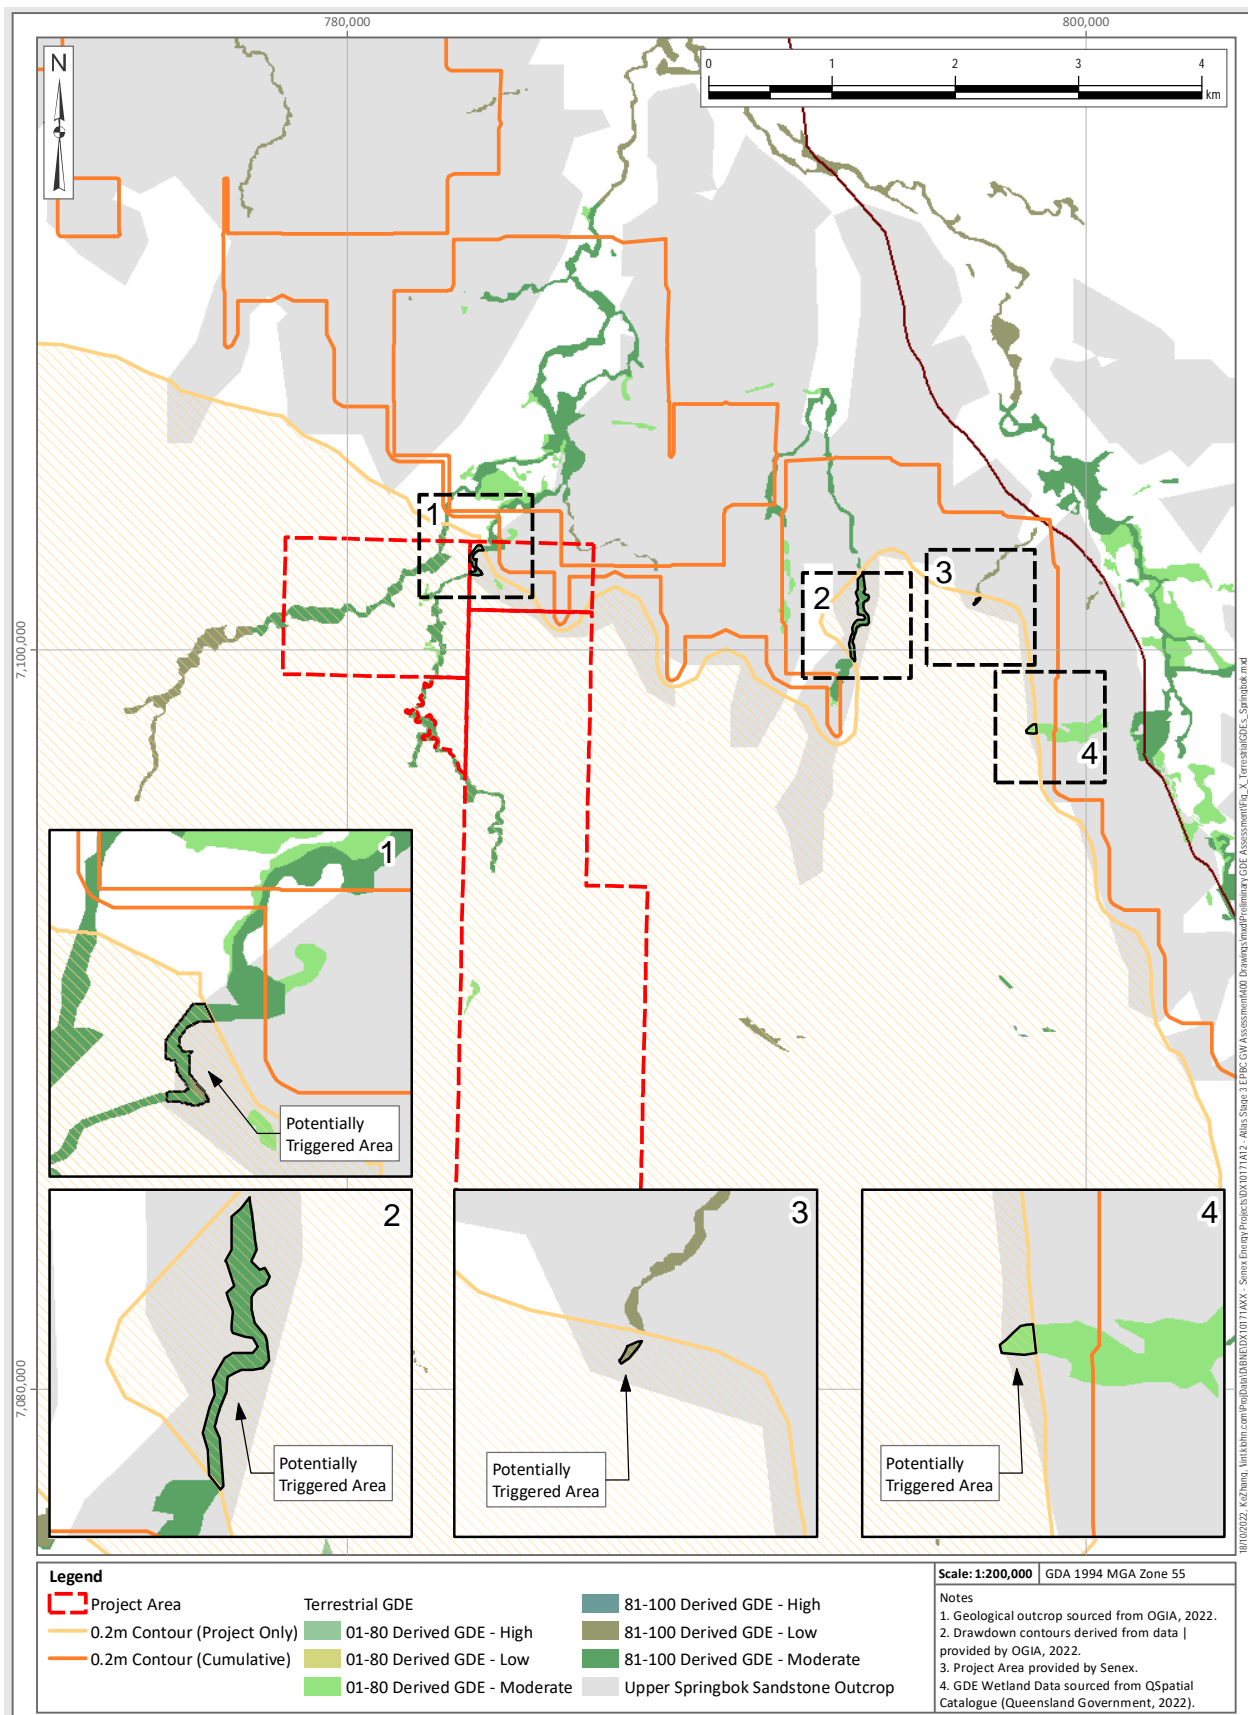 780,000
800,000
N
0
1
2
3
4
km
1
2
3
4
7,100,000
7,080,000
1
Potentially
Triggered Area
2
Potentially
Triggered Area
3
Potentially
Triggered Area
4
Potentially
Triggered Area
Legend
Project Area
0.2m Contour (Project Only)
0.2m Contour (Cumulative)
Terrestrial GDE
01-80 Derived GDE - High
01-80 Derived GDE - Low
01-80 Derived GDE - Moderate
81-100 Derived GDE - High
81-100 Derived GDE - Low
81-100 Derived GDE - Moderate
Upper Springbok Sandstone Outcrop
Scale: 1:200,000
GDA 1994 MGA Zone 55
Notes
1. Geological outcrop sourced from OGIA, 2022.
2. Drawdown contours derived from data |
provided by OGIA, 2022.
3. Project Area provided by Senex.
4. GDE Wetland Data sourced from QSpatial
Catalogue (Queensland Government, 2022).